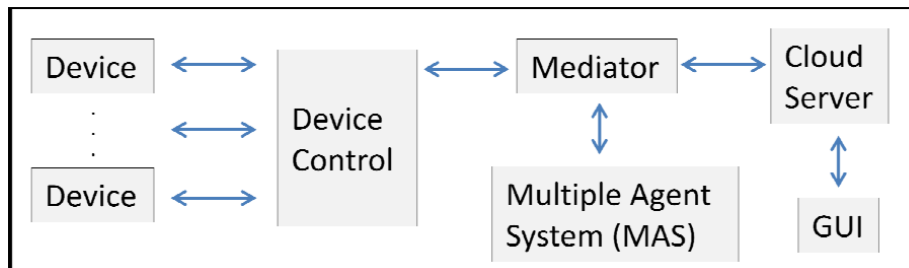 Device
.
.
.
Device
Device
Control
Mediator
Multiple Agent
System (MAS)
Cloud
Server
GUI